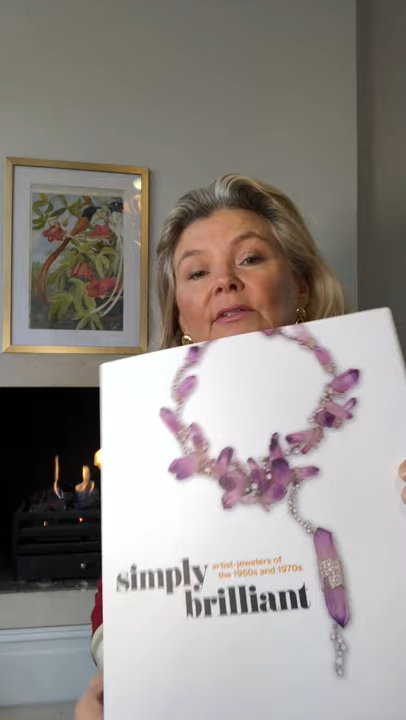 simply
artist-jewelers of
the 1960s and 1970s
brilliant